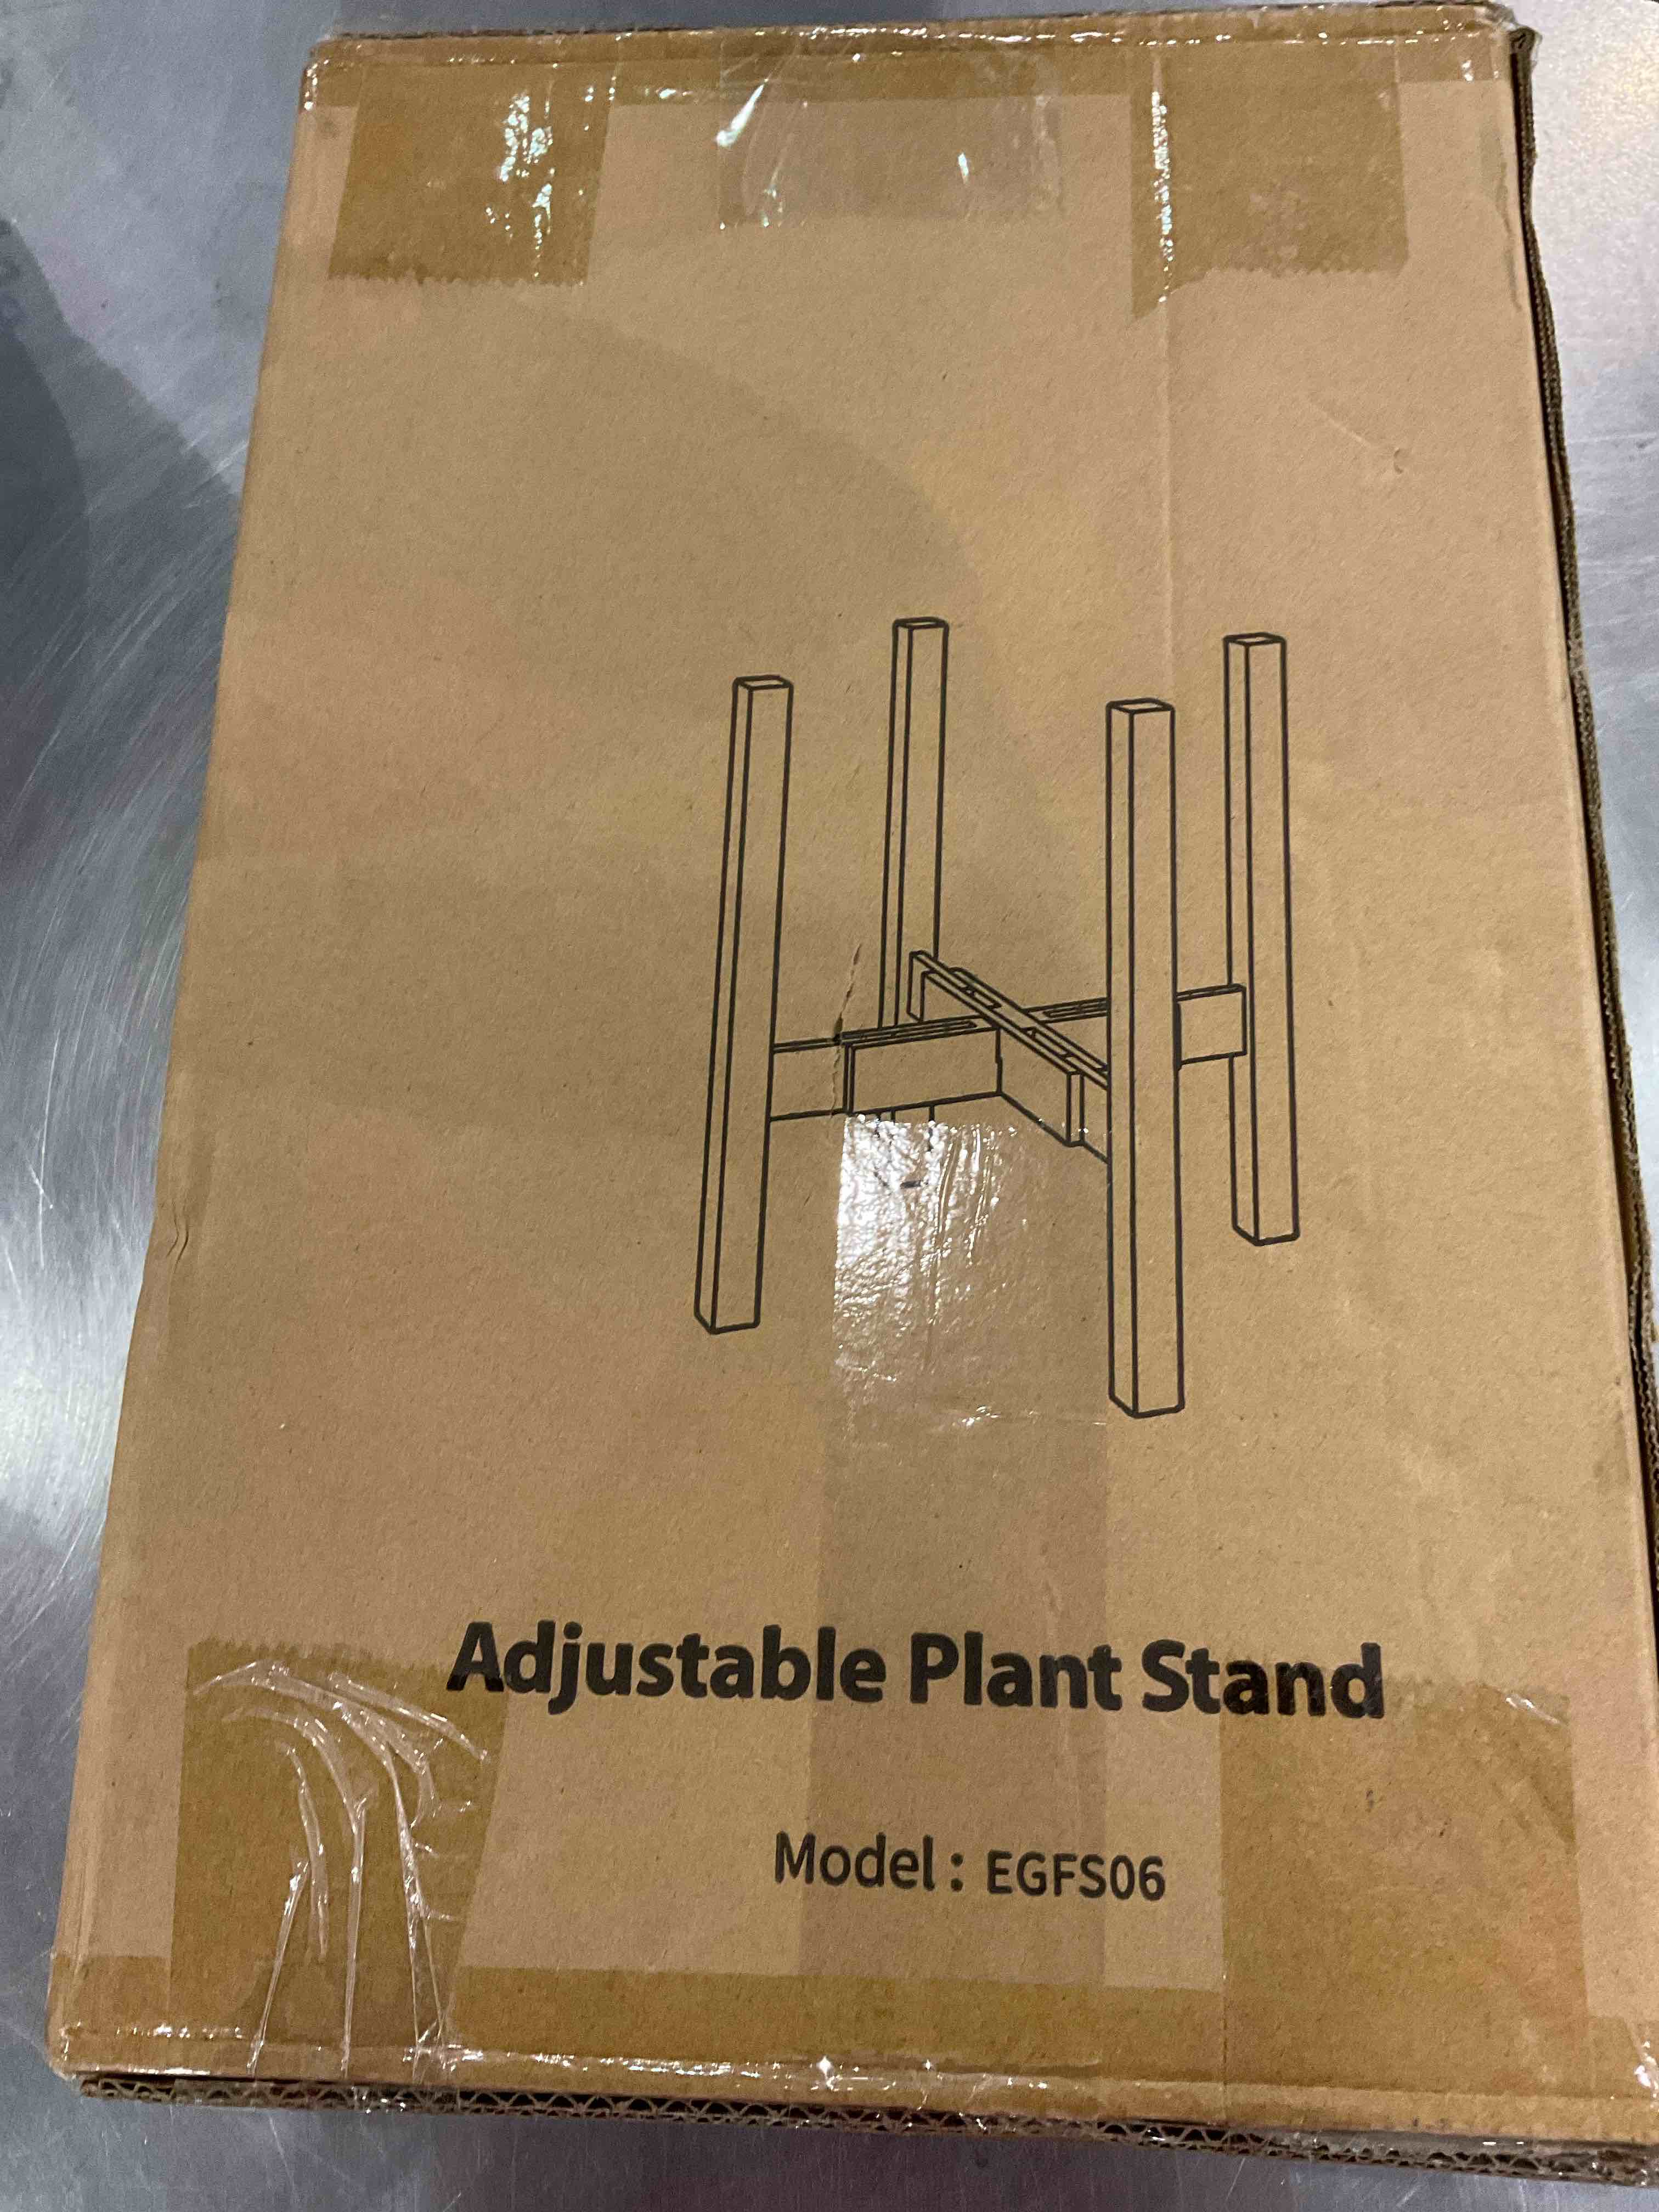 Adjustable Plant Stand
Model : EGFS06